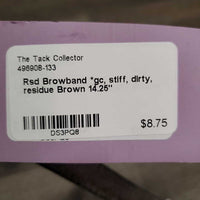 The Tack Collector
496908-133
Rsd Browband *gc, stiff, dirty,
residue Brown 14.25"
DS3PQ8
$8.75